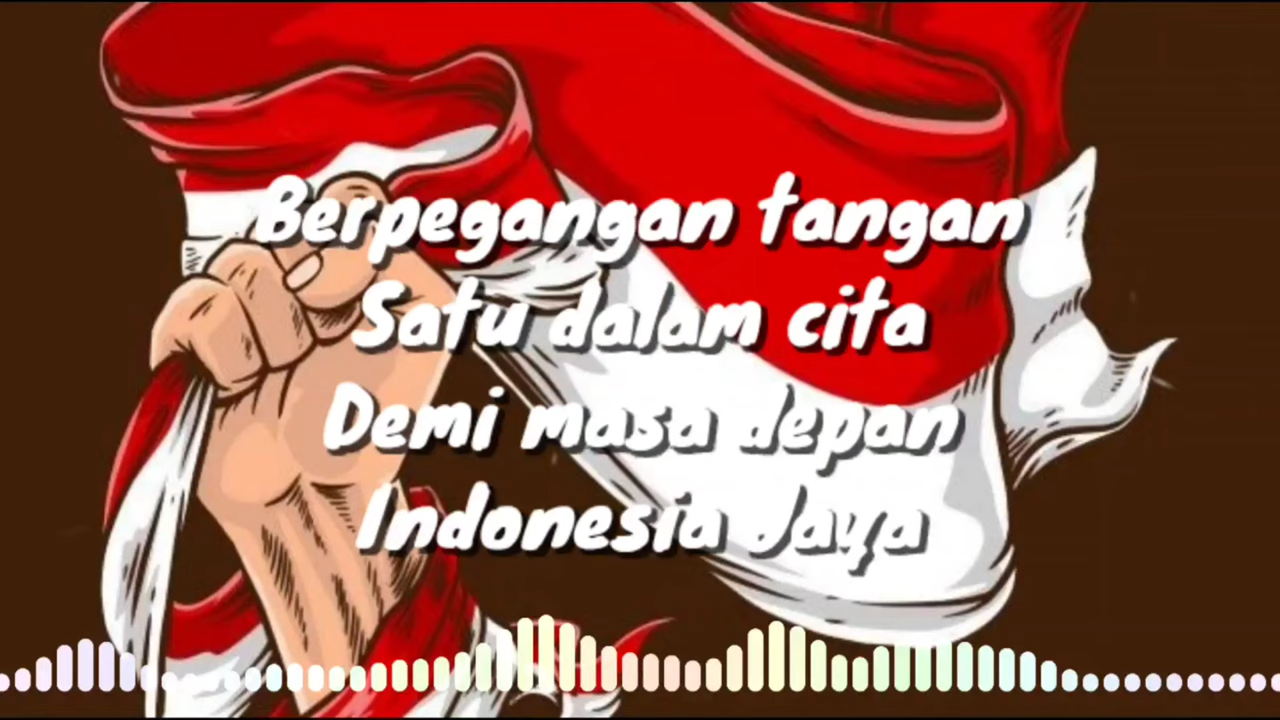 Berpegangan tangan
Satu dalam cita
Demi masa depan
Indonesia Jaya